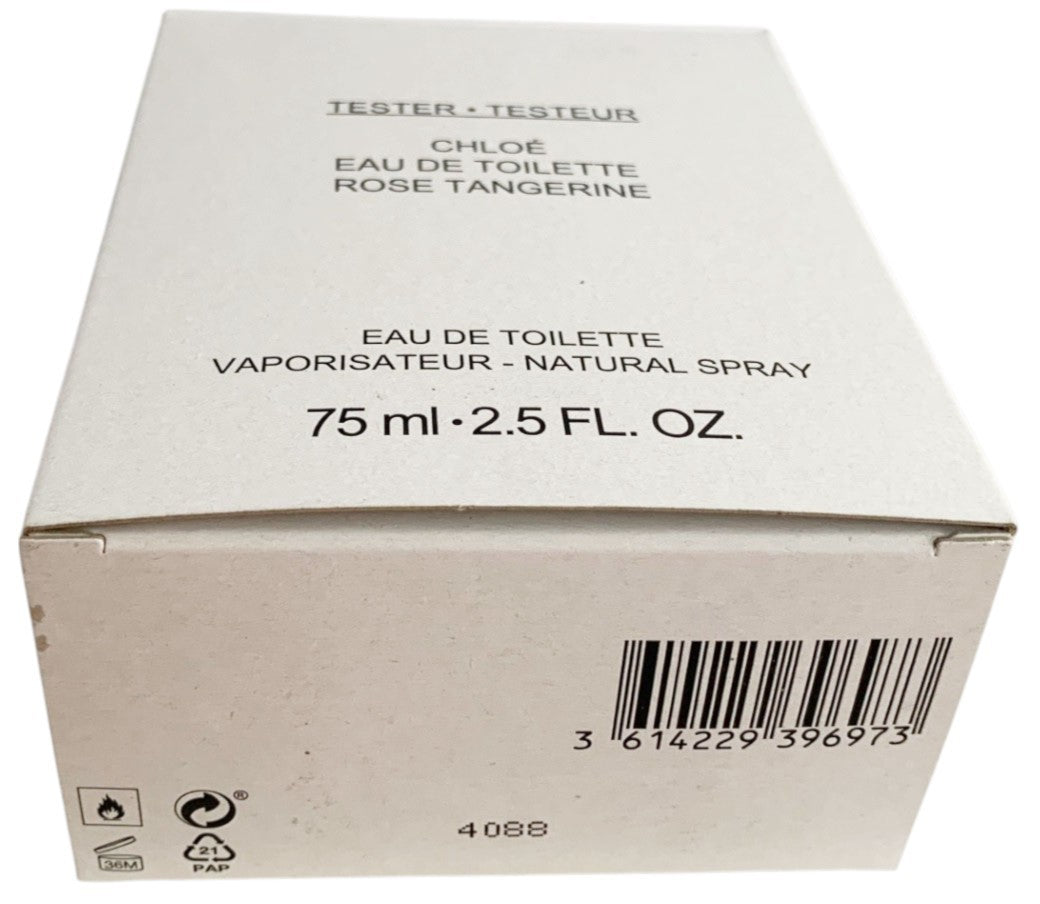 TESTER • TESTEUR
CHLOÉ
EAU DE TOILETTE
ROSE TANGERINE
EAU DE TOILETTE
VAPORISATEUR - NATURAL SPRAY
75 ml • 2.5 FL. OZ.
3 614229 396973
®
4088
36M
21
PAP